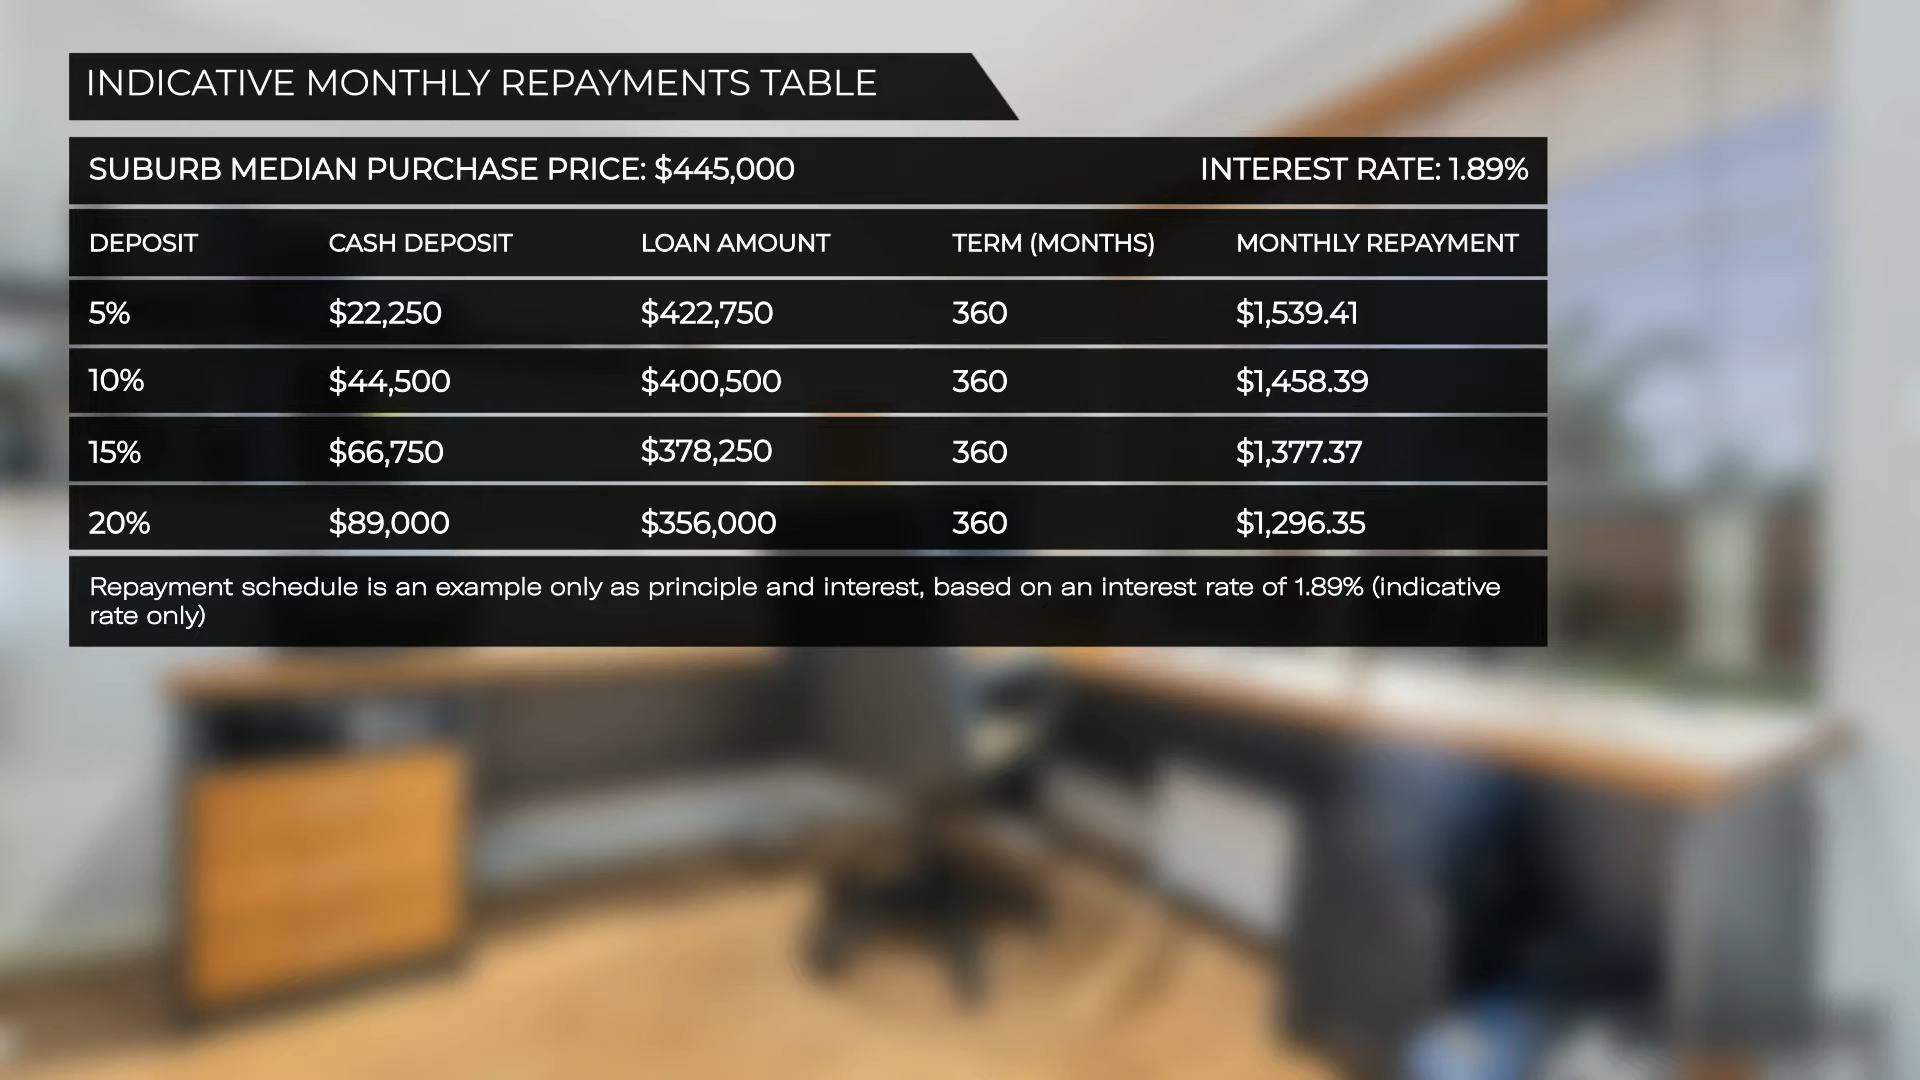 INDICATIVE MONTHLY REPAYMENTS TABLE
SUBURB MEDIAN PURCHASE PRICE: $445,000 INTEREST RATE: 1.89%
DEPOSIT CASH DEPOSIT LOAN AMOUNT TERM (MONTHS) MONTHLY REPAYMENT
5% $22,250 $422,750 360 $1,539.41
10% $44,500 $400,500 360 $1,458.39
15% $66,750 $378,250 360 $1,377.37
20% $89,000 $356,000 360 $1,296.35
Repayment schedule is an example only as principle and interest, based on an interest rate of 1.89% (indicative
rate only)